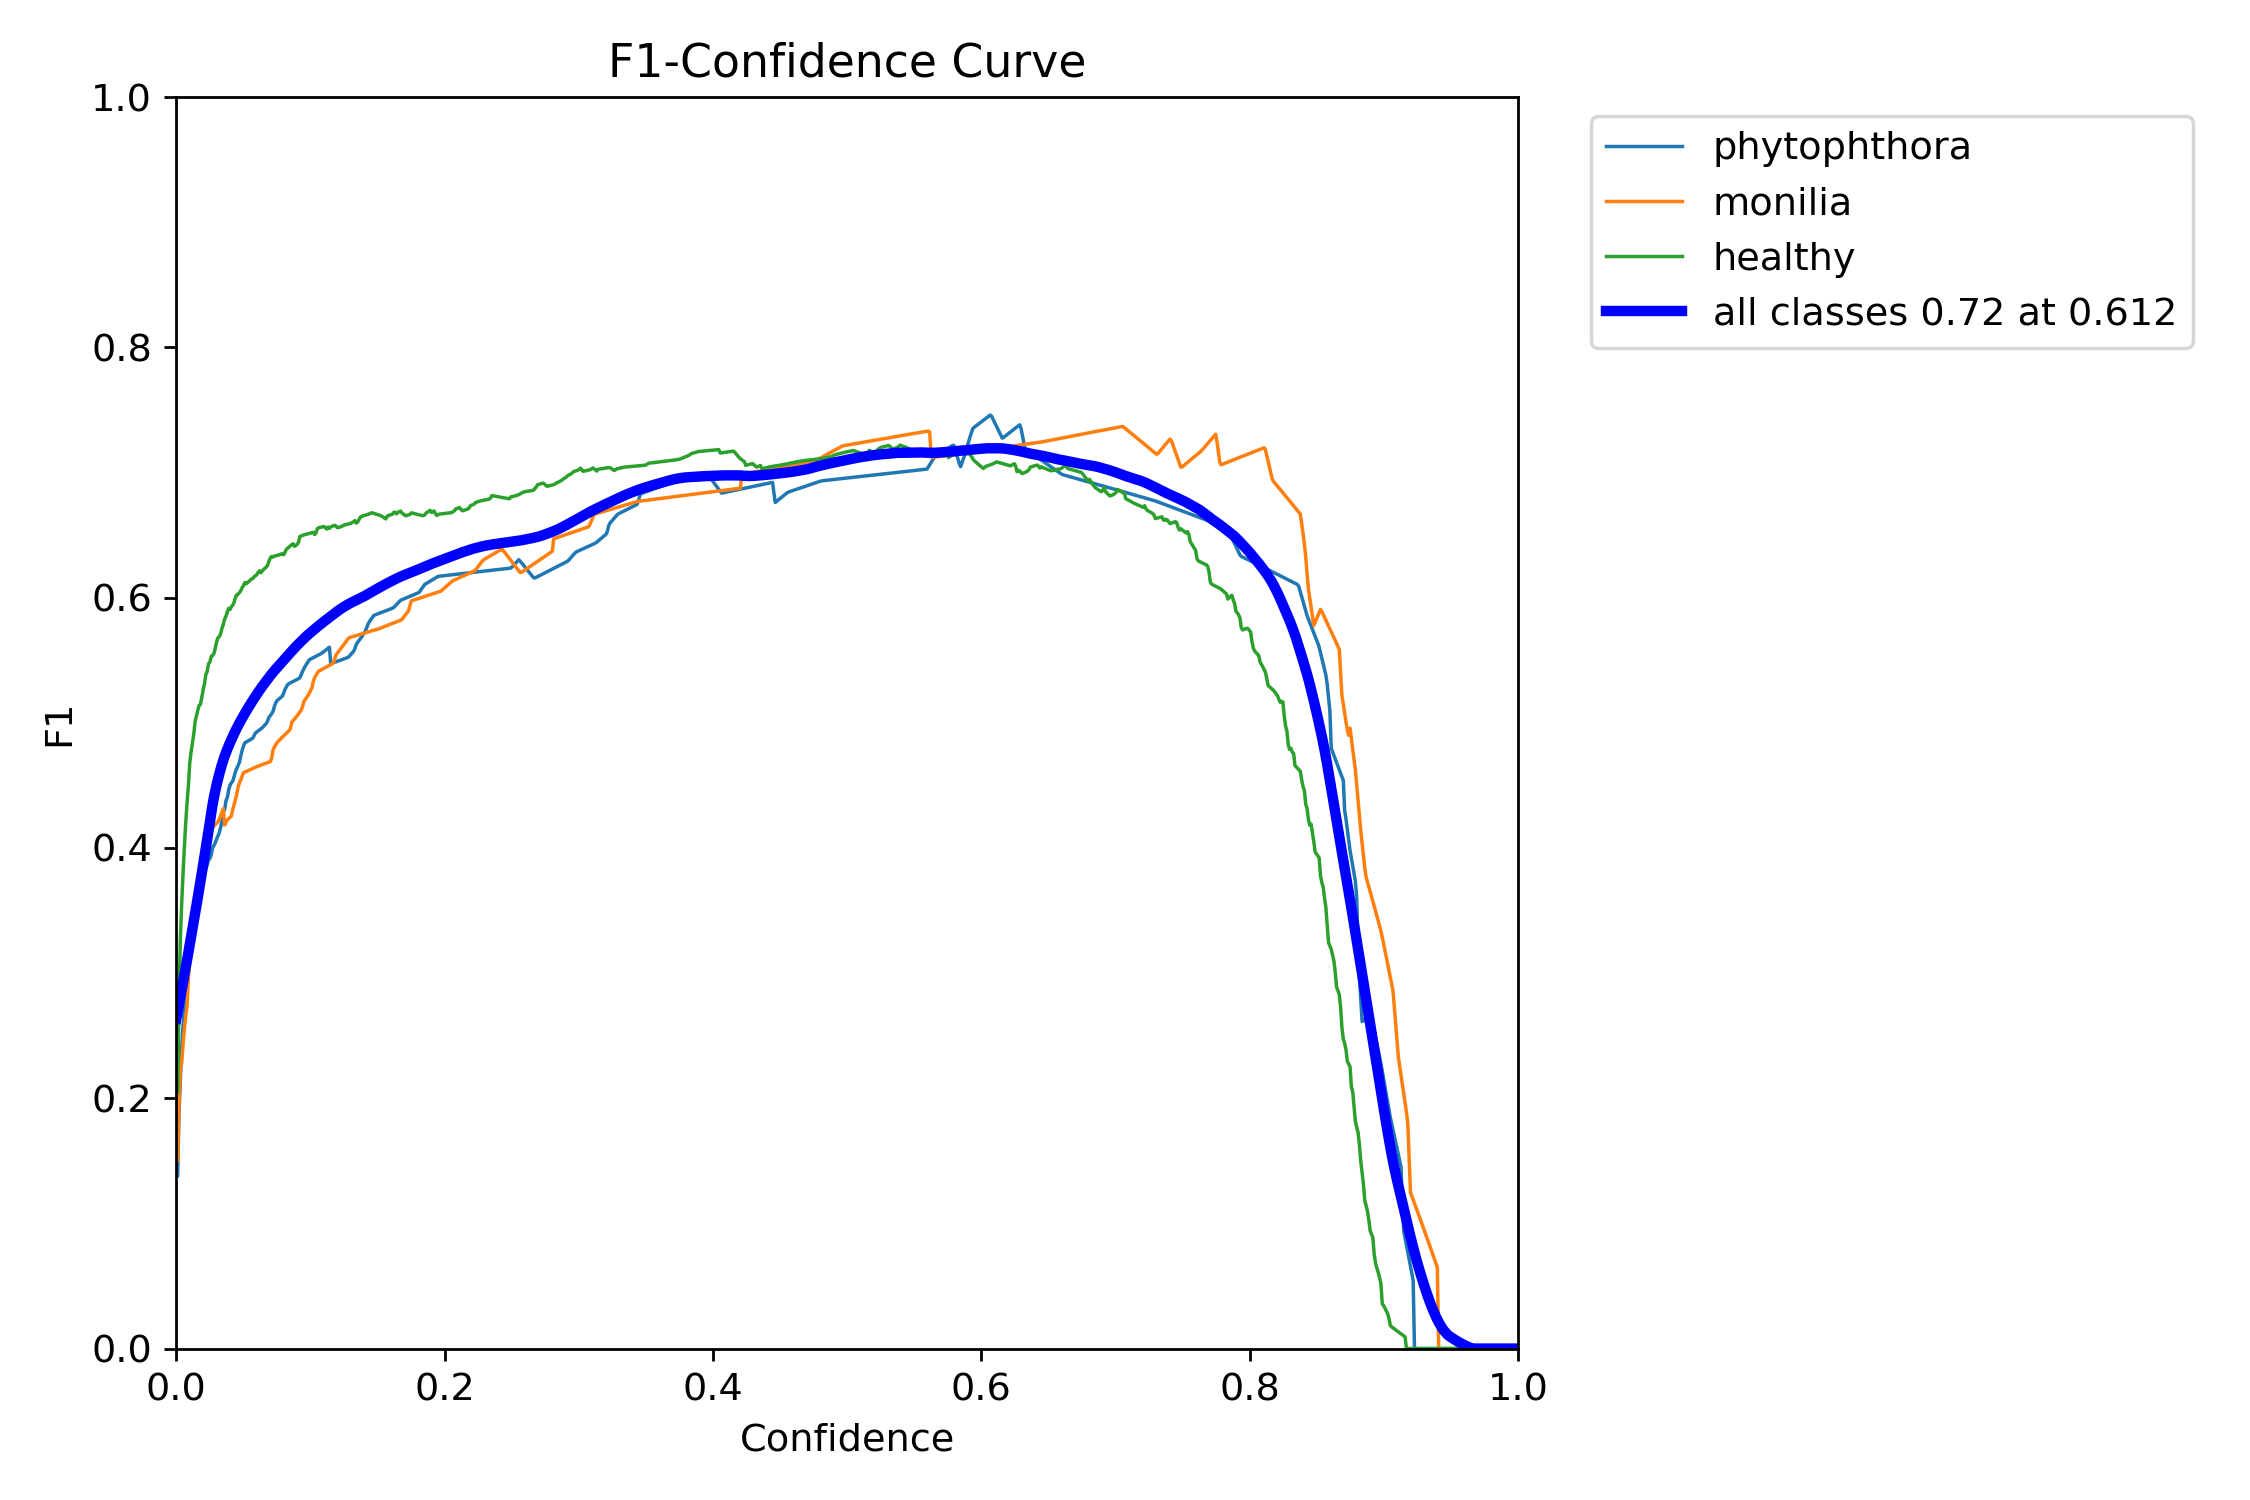 F1-Confidence Curve
1.0
0.8
0.6
0.4
0.2
0.0
F1
0.0 0.2 0.4 0.6 0.8 1.0
Confidence
phytophthora
monilia
healthy
all classes 0.72 at 0.612